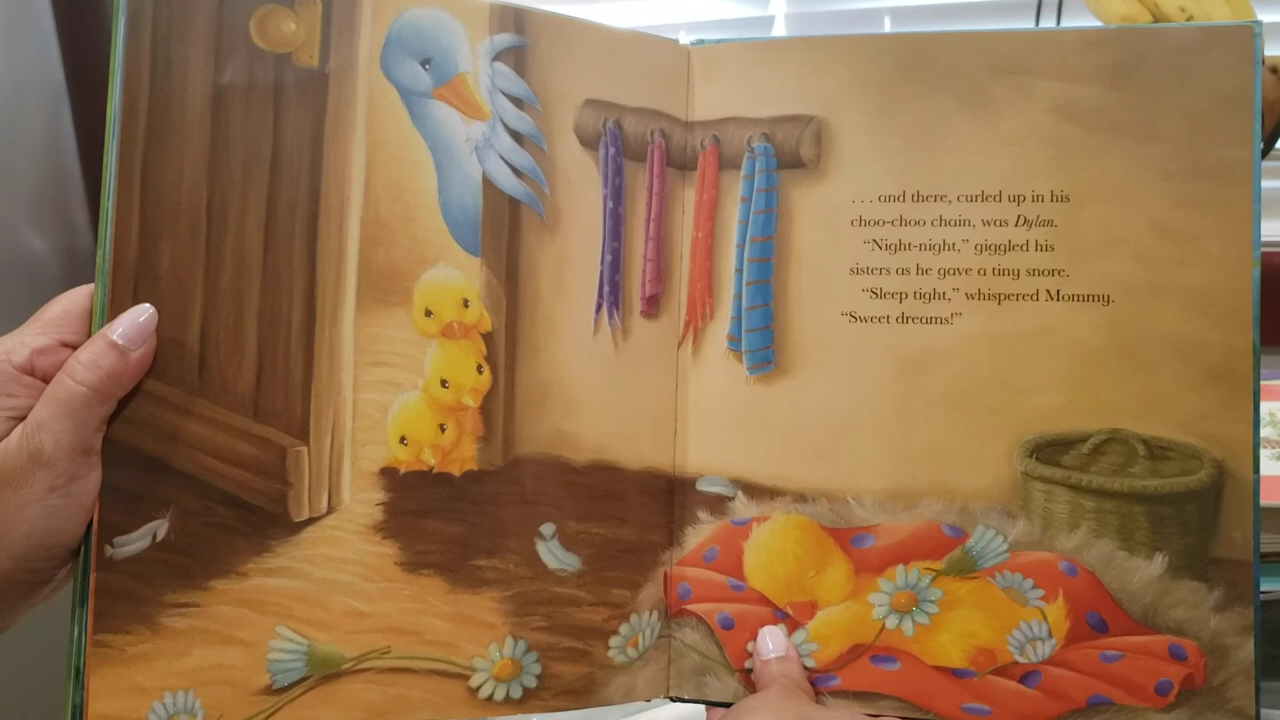 . . . and there, curled up in his
choo-choo chain, was Dylan.
“Night-night,” giggled his
sisters as he gave a tiny snore.
“Sleep tight,” whispered Mommy.
“Sweet dreams!”